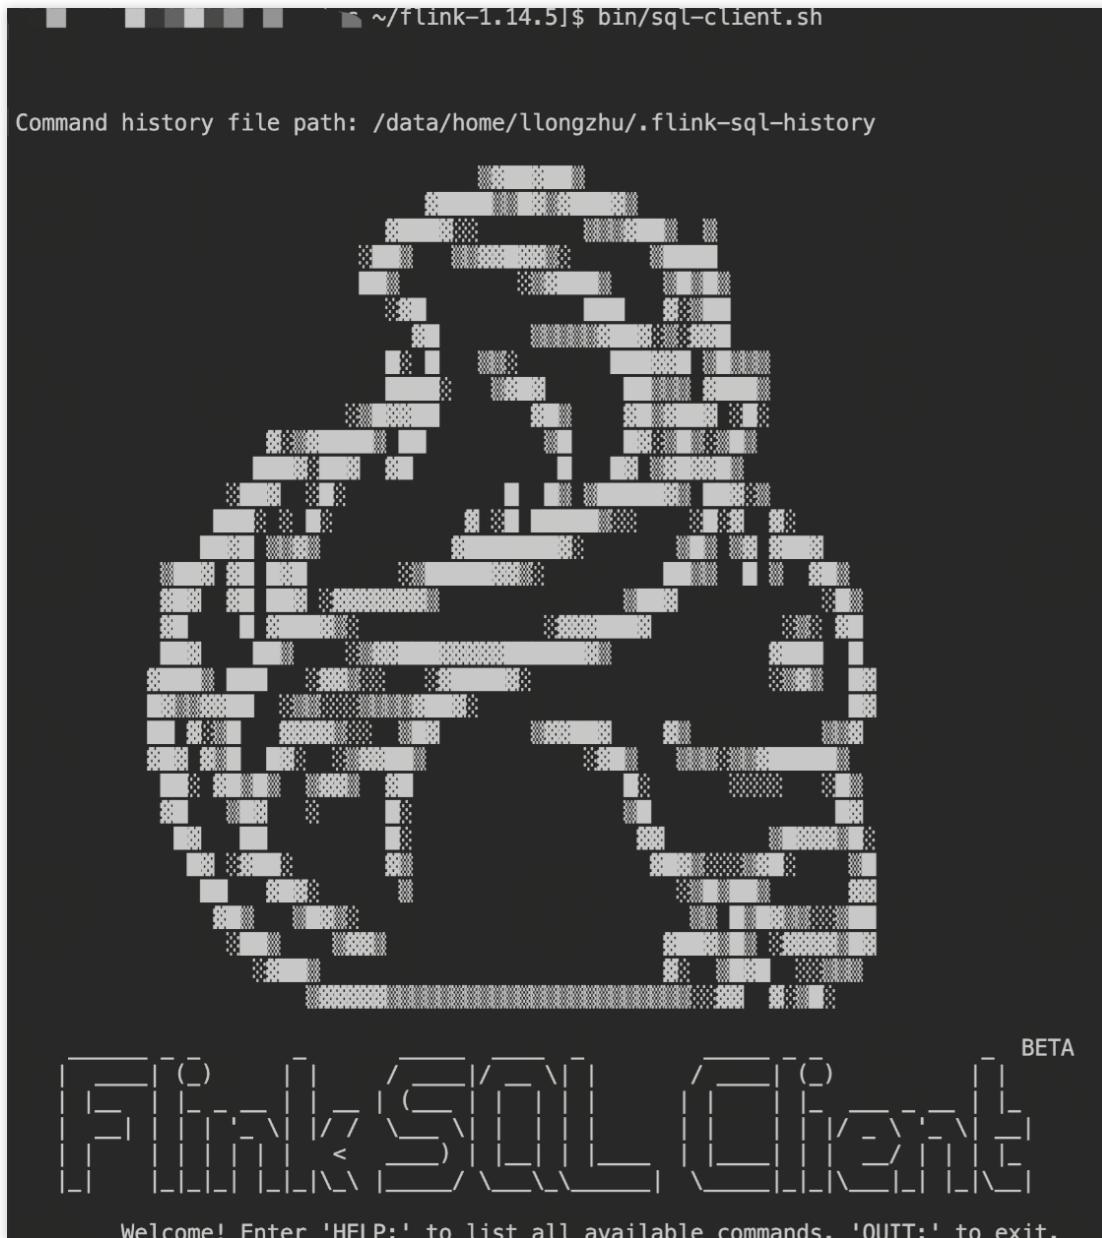 ~/flink-1.14.5]$ bin/sql-client.sh
Command history file path: /data/home/llongzhu/.flink-sql-history
BETA
Flink SQL Client
Welcome! Enter 'HELP;' to list all available commands. 'QUIT;' to exit.